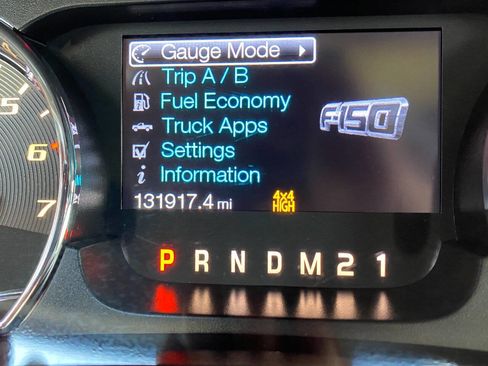 Gauge Mode
Trip A / B
Fuel Economy
Truck Apps
Settings
Information
F-150
131917.4 mi
4x4
HIGH
P R N D M 2 1
5
6
7